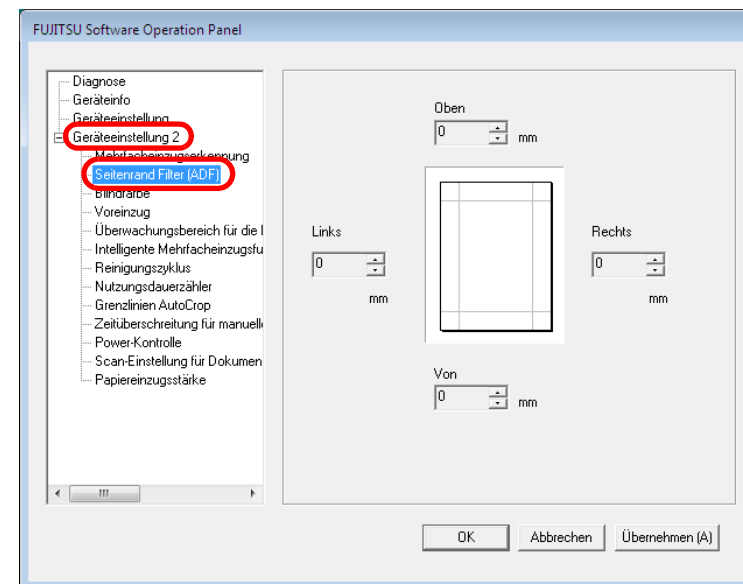 FUJITSU Software Operation Panel
Diagnose
Geräteinfo
Geräteeinstellung
Geräteeinstellung 2
Mehrfacheinzugserkennung
Seitenrand Filter (ADF)
Blindfarbe
Voreinzug
Überwachungsbereich für die I
Intelligente Mehrfacheinzugsfu
Reinigungszyklus
Nutzungsdauerzähler
Grenzlinien AutoCrop
Zeitüberschreitung für manuelle
Power-Kontrolle
Scan-Einstellung für Dokumen
Papiereinzugsstärke
Oben
0 mm
Links
0
mm
Rechts
0
mm
Von
0 mm
OK Abbrechen Übernehmen (A)